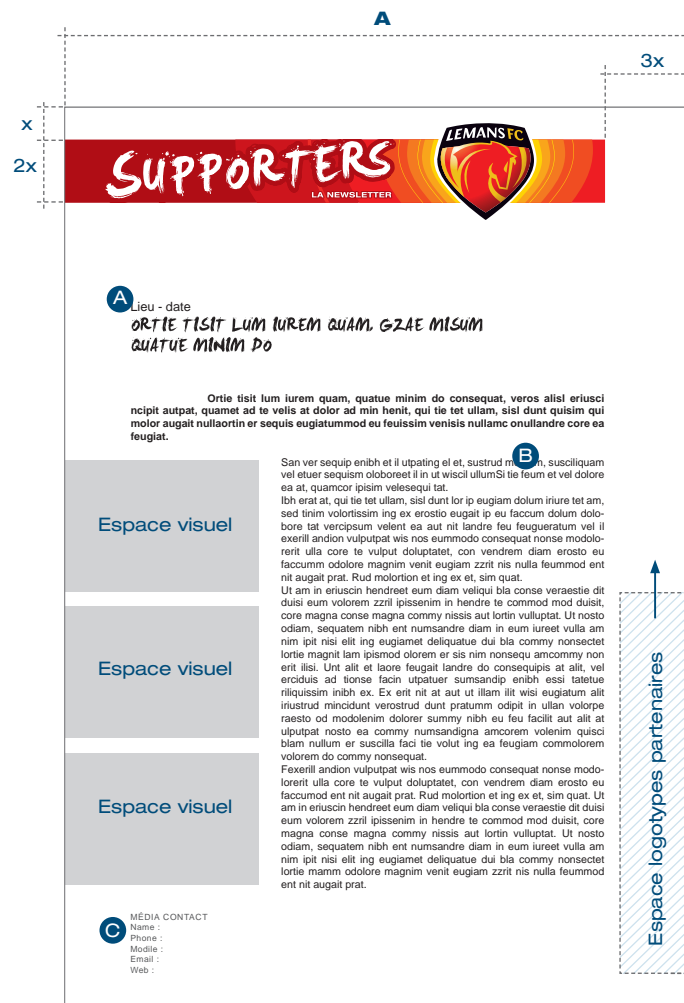 A
3x
x
2x
LEMANS FC
SUPPORTERS
LA NEWSLETTER
A
Lieu - date
ORTIE TISIT LUM IUREM QUAM, GZAE MISUM
QUATUE MINIM DO
Ortie tisit lum iurem quam, quatue minim do consequat, veros alisl eriusci
ncipit autpat, quamet ad te velis at dolor ad min henit, qui tie tet ullam, sisl dunt quisim qui
molor augait nullaortin er sequis eugiatummod eu feuissim venisis nullamc onullandre core ea
feugiat.
B
San ver sequip enibh et il utpating el et, sustrud m n, susciliquam
vel etuer sequism oloboreet il in ut wiscil ullumSi tie feum et vel dolore
ea at, quamcor ipisim velesequi tat.
Ibh erat at, qui tie tet ullam, sisl dunt lor ip eugiam dolum iriure tet am,
sed tinim volortissim ing ex erostio eugait ip eu faccum dolum dolo-
bore tat vercipsum velent ea aut nit landre feu feugueratum vel il
exerill andion vulputpat wis nos eummodo consequat nonse modolo-
rerit ulla core te vulput doluptatet, con vendrem diam erosto eu
faccumm odolore magnim venit eugiam zzrit nis nulla feummod ent
nit augait prat. Rud molortion et ing ex et, sim quat.
Ut am in eriuscin hendreet eum diam veliqui bla conse veraestie dit
duisi eum volorem zzril ipissenim in hendre te commod mod duisit,
core magna conse magna commy nissis aut lortin vulluptat. Ut nosto
odiam, sequatem nibh ent numsandre diam in eum iureet vulla am
nim ipit nisi elit ing eugiamet deliquatue dui bla commy nonsectet
lortie magnit lam ipismod olorem er sis nim nonsequ amcommy non
erit ilisi. Unt alit et laore feugait landre do consequipis at alit, vel
erciduis ad tionse facin utpatuer sumsandip enibh essi tatetue
riliquissim inibh ex. Ex erit nit at aut ut illam ilit wisi eugiatum alit
iriustrud mincidunt verostrud dunt pratumm odipit in ullan volorpe
raesto od modolenim dolorer summy nibh eu feu facilit aut alit at
ulputpat nosto ea commy numsandigna amcorem volenim quisci
blam nullum er suscilla faci tie volut ing ea feugiam commolorem
volorem do commy nonsequat.
Fexerill andion vulputpat wis nos eummodo consequat nonse modo-
lorerit ulla core te vulput doluptatet, con vendrem diam erosto eu
faccumod ent nit augait prat. Rud molortion et ing ex et, sim quat. Ut
am in eriuscin hendreet eum diam veliqui bla conse veraestie dit duisi
eum volorem zzril ipissenim in hendre te commod mod duisit, core
magna conse magna commy nissis aut lortin vulluptat. Ut nosto
odiam, sequatem nibh ent numsandre diam in eum iureet vulla am
nim ipit nisi elit ing eugiamet deliquatue dui bla commy nonsectet
lortie mamm odolore magnim venit eugiam zzrit nis nulla feummod
ent nit augait prat.
Espace visuel
Espace visuel
Espace visuel
Espace logotypes partenaires
C
MÉDIA CONTACT
Name :
Phone :
Modile :
Email :
Web :